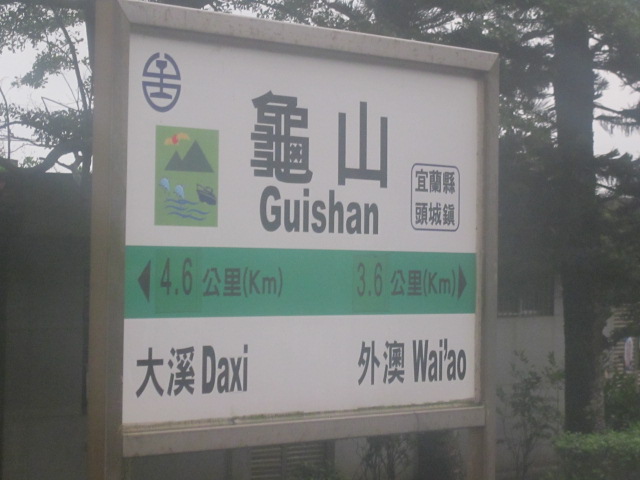 龜山
Guishan
宜蘭縣
頭城鎮
4.6 公里(Km)
3.6 公里(Km)
大溪 Daxi
外澳 Wai'ao